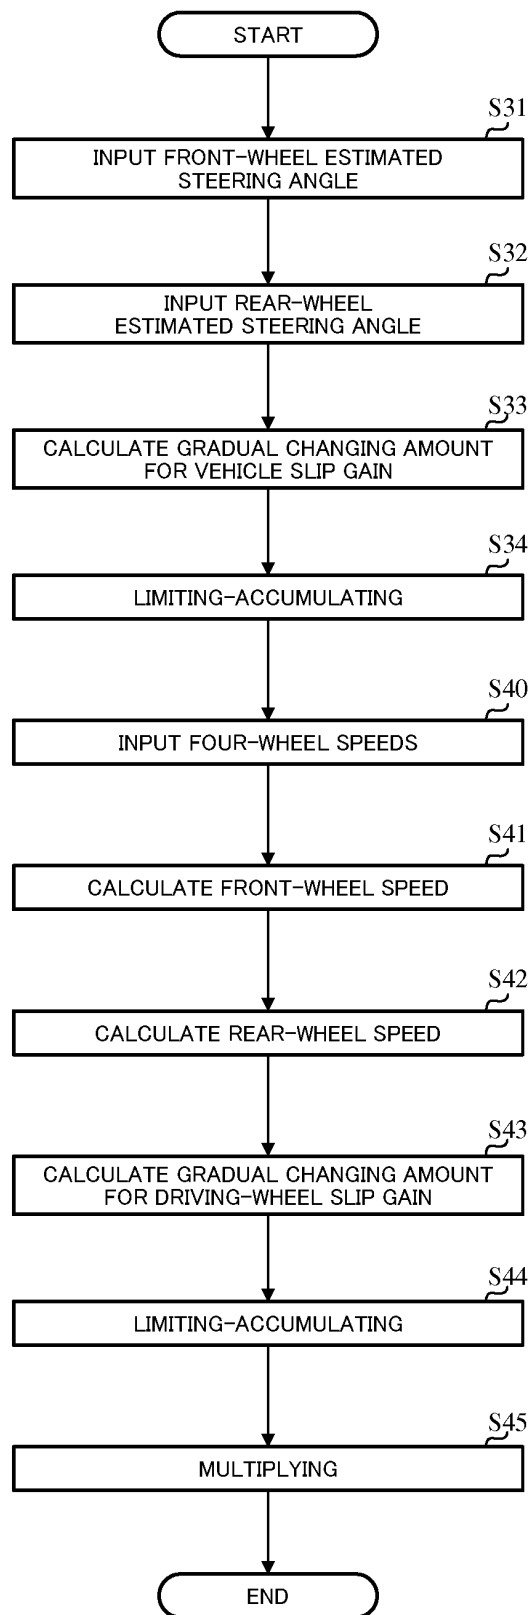 START
S31
INPUT FRONT-WHEEL ESTIMATED
STEERING ANGLE
S32
INPUT REAR-WHEEL
ESTIMATED STEERING ANGLE
S33
CALCULATE GRADUAL CHANGING AMOUNT
FOR VEHICLE SLIP GAIN
S34
LIMITING-ACCUMULATING
S40
INPUT FOUR-WHEEL SPEEDS
S41
CALCULATE FRONT-WHEEL SPEED
S42
CALCULATE REAR-WHEEL SPEED
S43
CALCULATE GRADUAL CHANGING AMOUNT
FOR DRIVING-WHEEL SLIP GAIN
S44
LIMITING-ACCUMULATING
S45
MULTIPLYING
END